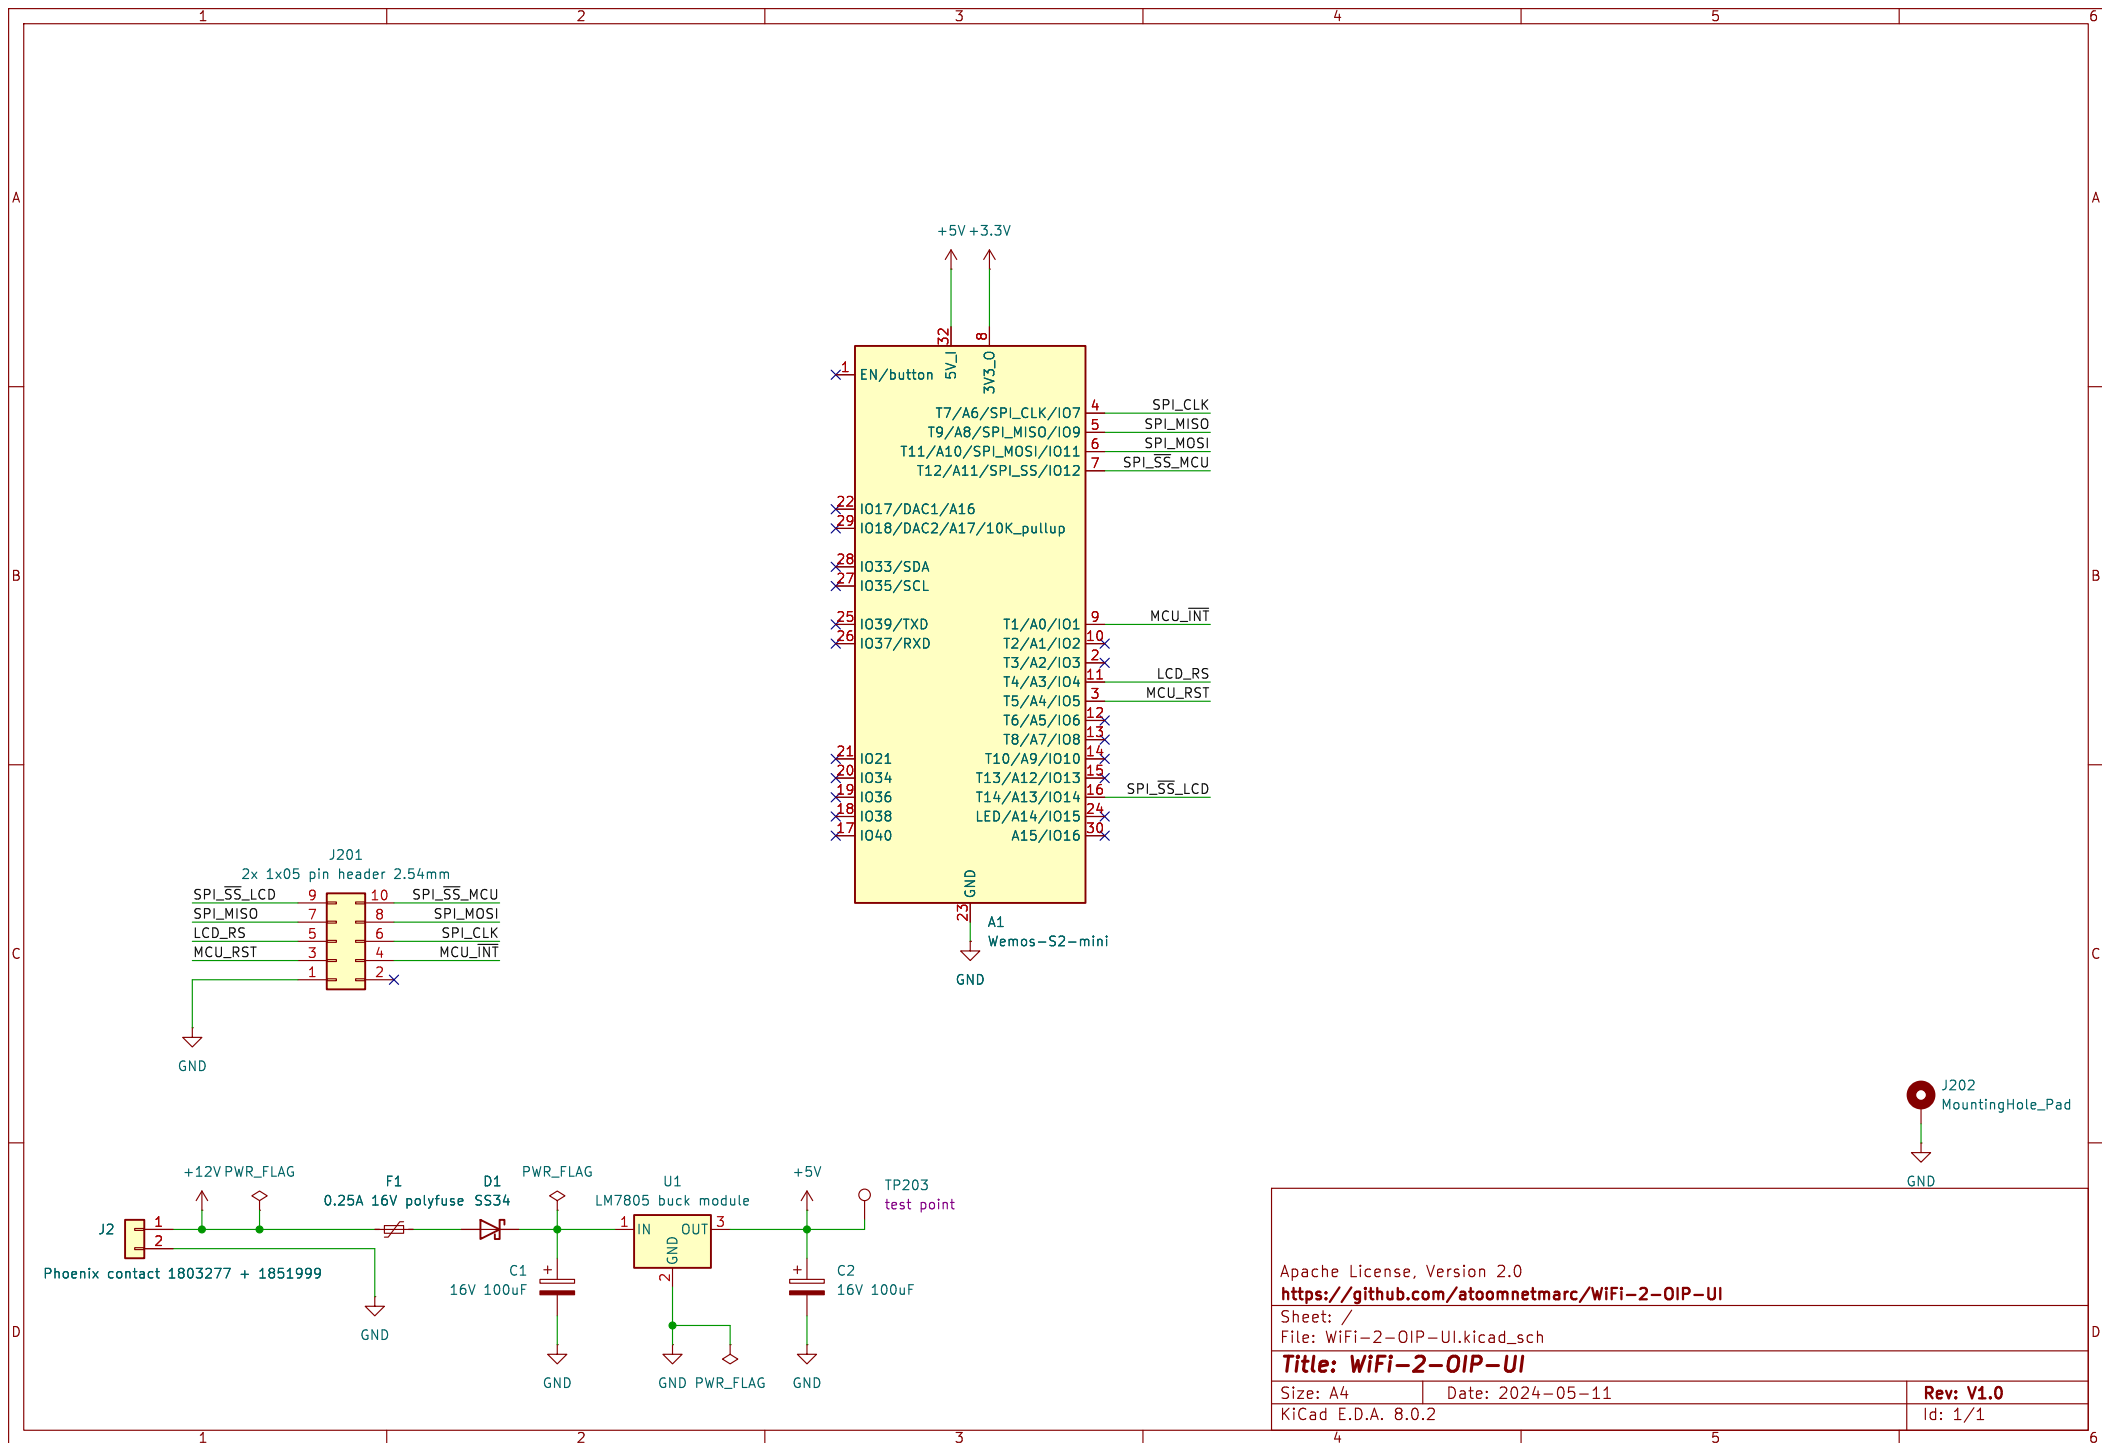 1 2 3 4 5 6
A A
+5V +3.3V
32 8
5V_I 3V3_O
1 EN/button
T7/A6/SPI_CLK/IO7 4 SPI_CLK
T9/A8/SPI_MISO/IO9 5 SPI_MISO
T11/A10/SPI_MOSI/IO11 6 SPI_MOSI
T12/A11/SPI_SS/IO12 7 SPI_SS_MCU
22 IO17/DAC1/A16
29 IO18/DAC2/A17/10K_pullup
28 IO33/SDA
B B
27 IO35/SCL
25 IO39/TXD T1/A0/IO1 9 MCU_INT
26 IO37/RXD T2/A1/IO2 10
T3/A2/IO3 2
T4/A3/IO4 11 LCD_RS
T5/A4/IO5 3 MCU_RST
T6/A5/IO6 12
T8/A7/IO8 13
21 IO21 T10/A9/IO10 14
20 IO34 T13/A12/IO13 15
19 IO36 T14/A13/IO14 16 SPI_SS_LCD
18 IO38 LED/A14/IO15 24
17 IO40 A15/IO16 30
GND
23
A1
Wemos-S2-mini
GND
J201
2x 1x05 pin header 2.54mm
SPI_SS_LCD 9 10 SPI_SS_MCU
SPI_MISO 7 8 SPI_MOSI
LCD_RS 5 6 SPI_CLK
MCU_RST 3 4 MCU_INT
1 2
C C
GND
J202
MountingHole_Pad
GND
+12V PWR_FLAG
F1
0.25A 16V polyfuse
D1
SS34
PWR_FLAG
U1
LM7805 buck module
+5V
TP203
test point
J2 1
2
1 IN OUT 3
GND
2
Phoenix contact 1803277 + 1851999
C1
16V 100uF
C2
16V 100uF
GND
GND
GND PWR_FLAG
GND
D D
Apache License, Version 2.0
https://github.com/atoomnetmarc/WiFi-2-OIP-UI
Sheet: /
File: WiFi-2-OIP-UI.kicad_sch
Title: WiFi-2-OIP-UI
Size: A4 Date: 2024-05-11 Rev: V1.0
KiCad E.D.A. 8.0.2 Id: 1/1
1 2 3 4 5 6